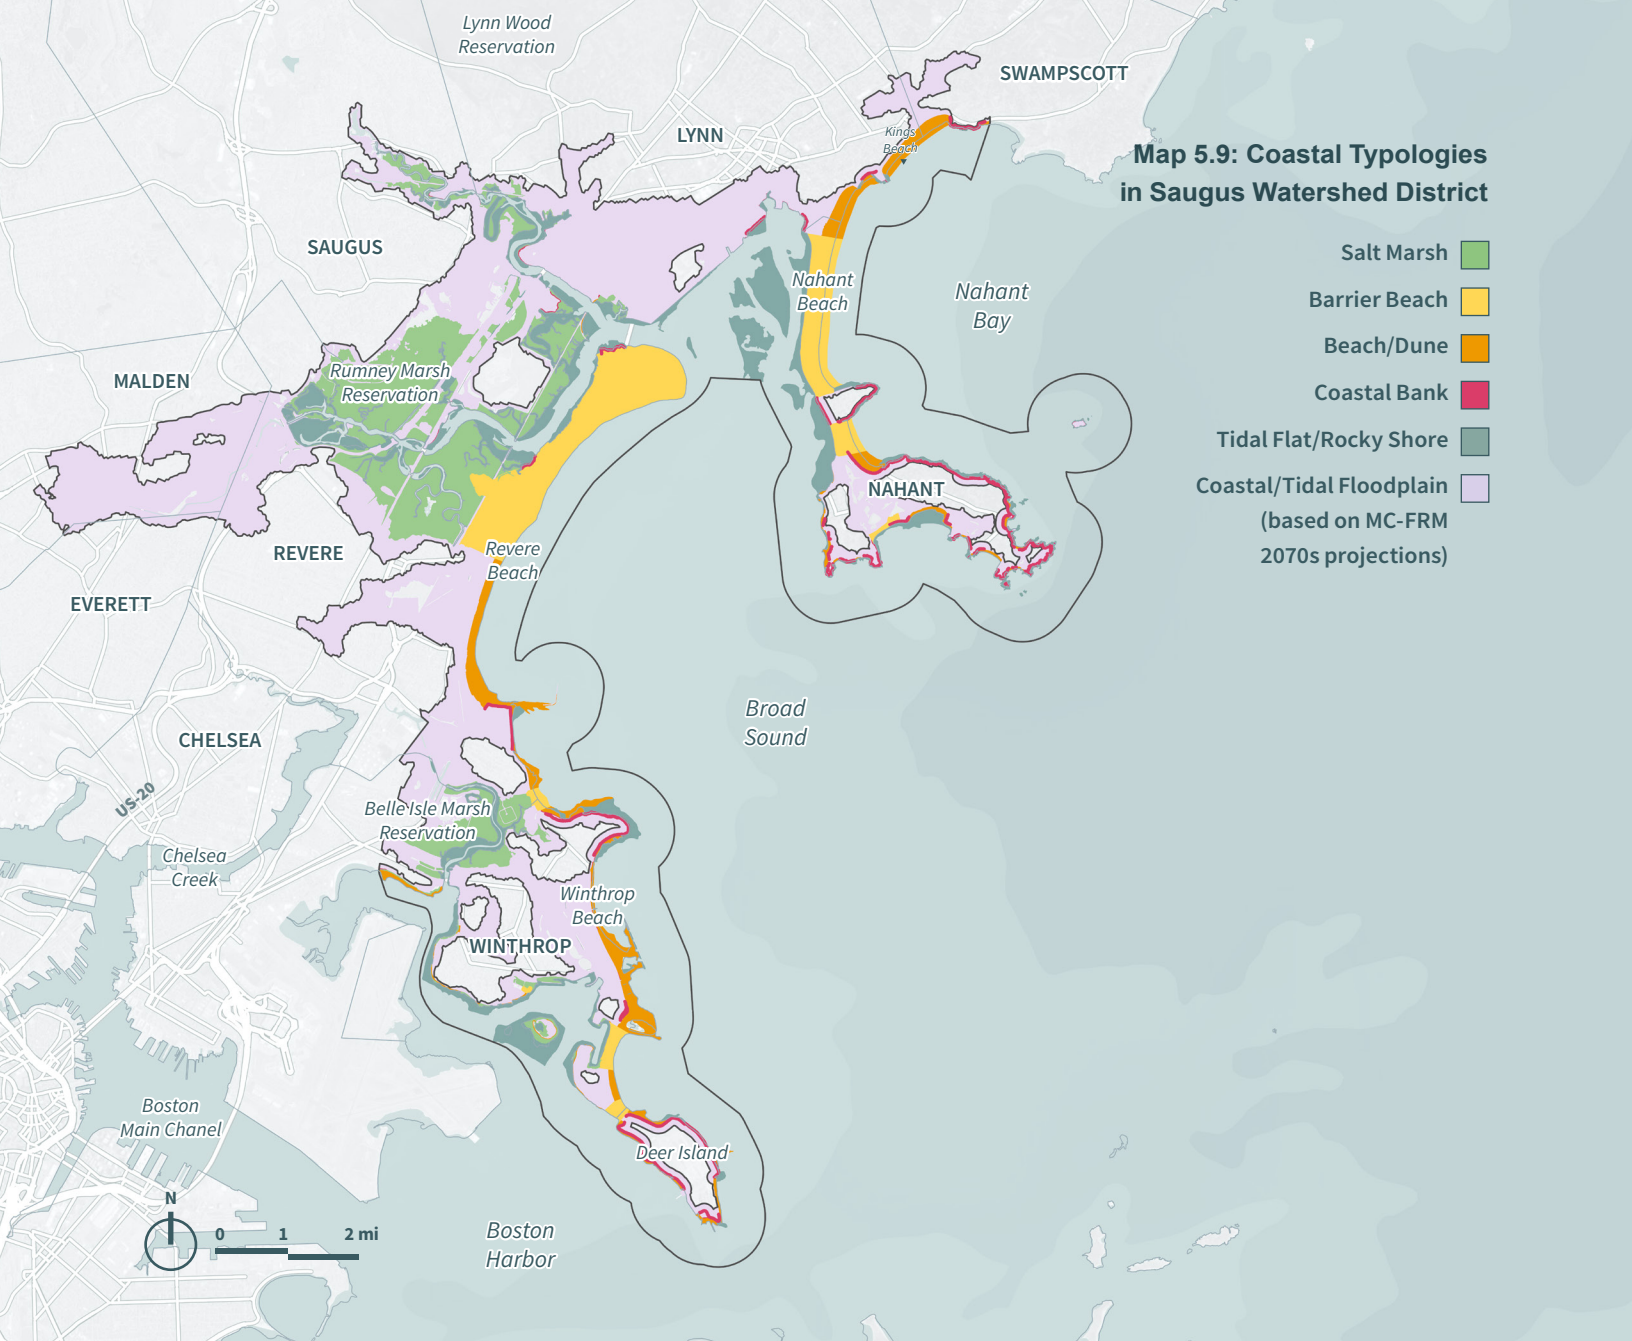 Lynn Wood
Reservation
SWAMPSCOTT
LYNN
Kings
Beach
Map 5.9: Coastal Typologies
in Saugus Watershed District
SAUGUS
Salt Marsh
Barrier Beach
Beach/Dune
Coastal Bank
Tidal Flat/Rocky Shore
Coastal/Tidal Floodplain
(based on MC-FRM
2070s projections)
Nahant
Beach
Nahant
Bay
MALDEN
Rumney Marsh
Reservation
NAHANT
REVERE
Revere
Beach
EVERETT
Broad
Sound
CHELSEA
US-20
Belle Isle Marsh
Reservation
Chelsea
Creek
Winthrop
Beach
WINTHROP
Boston
Main Chanel
Deer Island
N
0 1 2 mi
Boston
Harbor